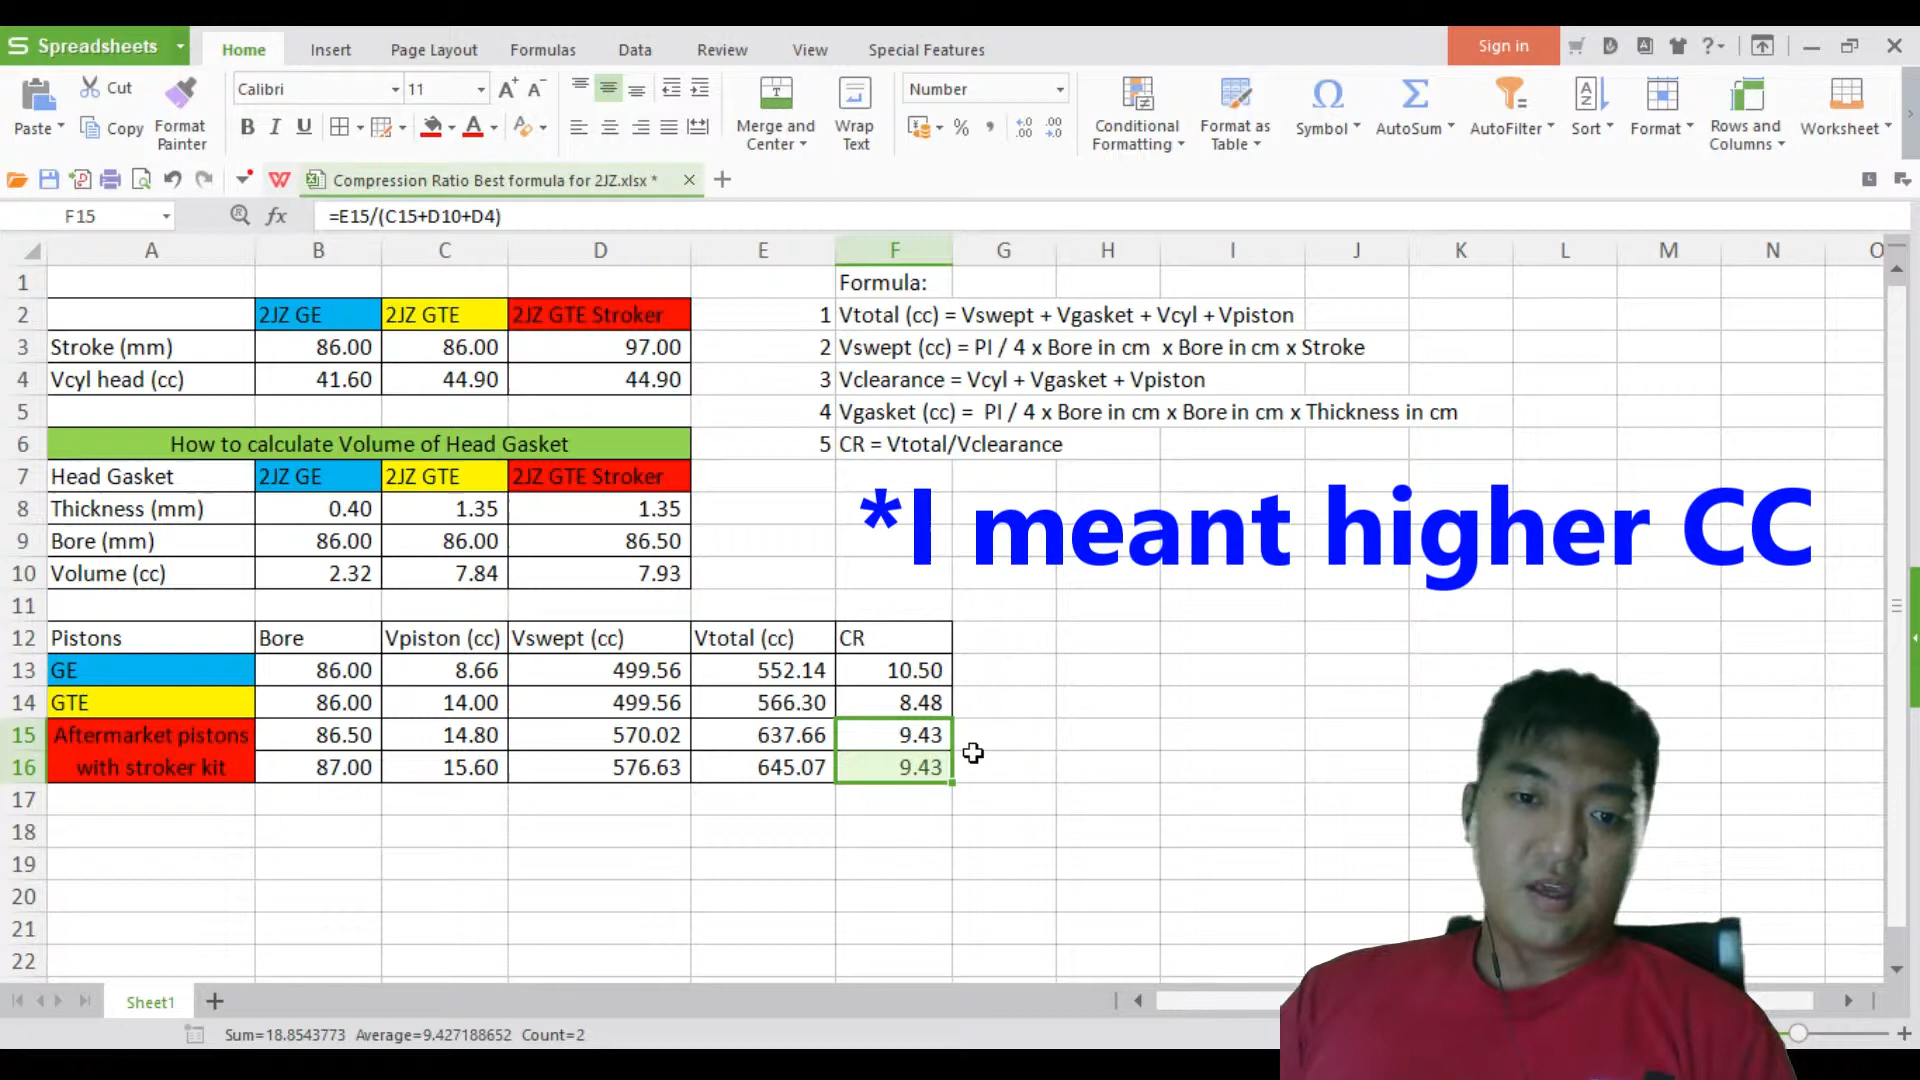 Spreadsheets Home Insert Page Layout Formulas Data Review View Special Features Sign in ?
Paste Cut Copy Format Painter Calibri 11 A+ A- B I U Merge and Center Wrap Text Number % Conditional Formatting Format as Table Symbol AutoSum AutoFilter Sort Format Rows and Columns Worksheet
Compression Ratio Best formula for 2JZ.xlsx * × +
F15 fx =E15/(C15+D10+D4)
A B C D E F G H I J K L M N O
1 Formula:
2 2JZ GE 2JZ GTE 2JZ GTE Stroker 1 Vtotal (cc) = Vswept + Vgasket + Vcyl + Vpiston
3 Stroke (mm) 86.00 86.00 97.00 2 Vswept (cc) = PI / 4 x Bore in cm x Bore in cm x Stroke
4 Vcyl head (cc) 41.60 44.90 44.90 3 Vclearance = Vcyl + Vgasket + Vpiston
5 4 Vgasket (cc) = PI / 4 x Bore in cm x Bore in cm x Thickness in cm
6 How to calculate Volume of Head Gasket 5 CR = Vtotal/Vclearance
7 Head Gasket 2JZ GE 2JZ GTE 2JZ GTE Stroker
8 Thickness (mm) 0.40 1.35 1.35
*I meant higher CC
9 Bore (mm) 86.00 86.00 86.50
10 Volume (cc) 2.32 7.84 7.93
11
12 Pistons Bore Vpiston (cc) Vswept (cc) Vtotal (cc) CR
13 GE 86.00 8.66 499.56 552.14 10.50
14 GTE 86.00 14.00 499.56 566.30 8.48
15 Aftermarket pistons 86.50 14.80 570.02 637.66 9.43
16 with stroker kit 87.00 15.60 576.63 645.07 9.43
17
18
19
20
21
22
Sheet1 +
Sum=18.8543773 Average=9.427188652 Count=2